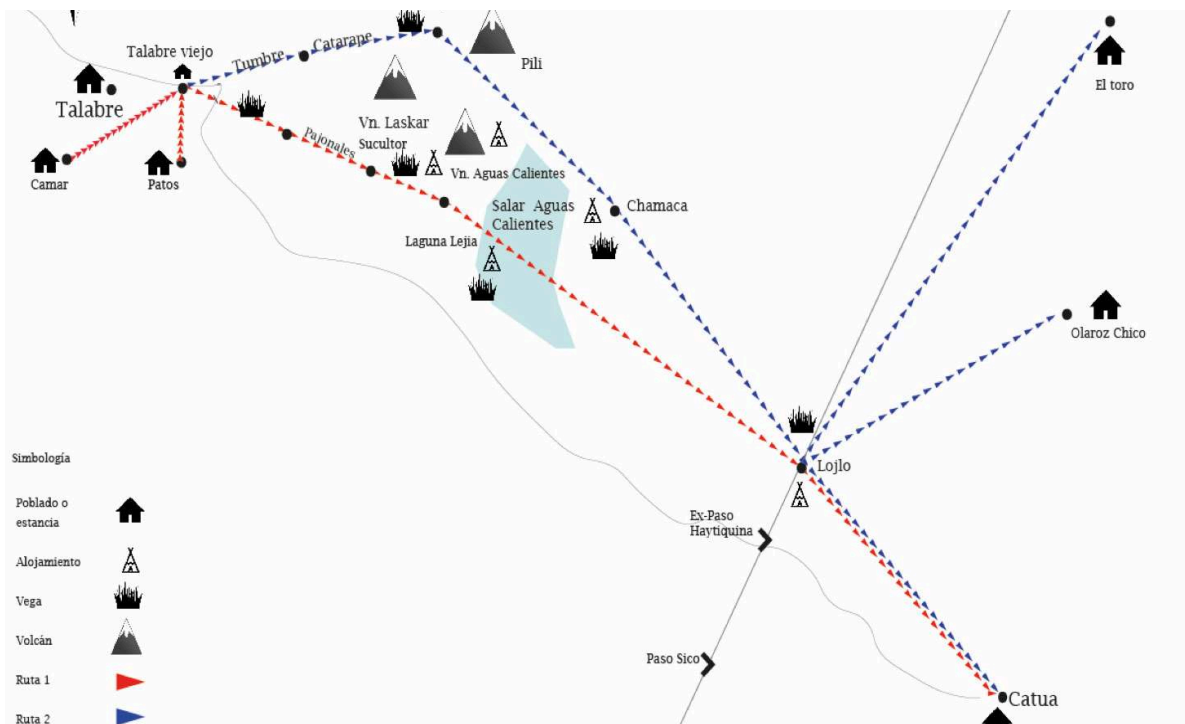 Catarape
Tumbre
Pili
Talabre viejo
Talabre
El toro
Vn. Laskar
Sucultor
Pajonales
Camar
Patos
Vn. Aguas Calientes
Salar Aguas
Calientes
Chamaca
Laguna Lejia
Olaroz Chico
Lojlo
Ex-Paso
Haytiquina
Paso Sico
Catua
Simbología
Poblado o
estancia
Alojamiento
Vega
Volcán
Ruta 1
Ruta 2